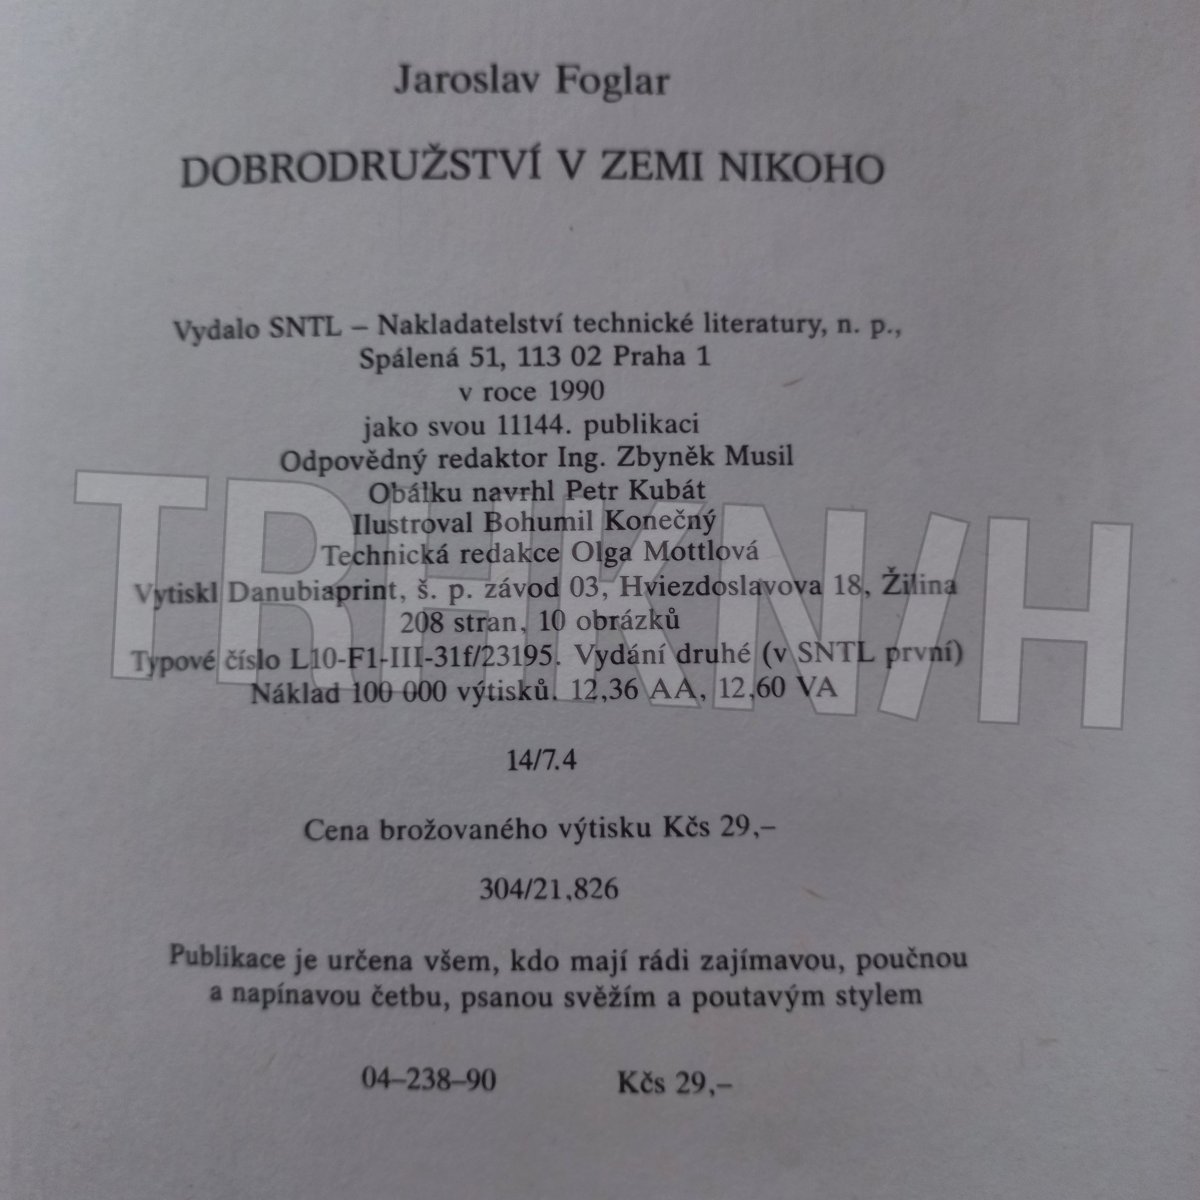 Jaroslav Foglar
DOBRODRUŽSTVÍ V ZEMI NIKOHO
Vydalo SNTL – Nakladatelství technické literatury, n. p.,
Spálená 51, 113 02 Praha 1
v roce 1990
jako svou 11144. publikaci
Odpovědný redaktor Ing. Zbyněk Musil
Obálku navrhl Petr Kubát
Ilustroval Bohumil Konečný
Technická redakce Olga Mottlová
Vytiskl Danubiaprint, š. p. závod 03, Hviezdoslavova 18, Žilina
208 stran, 10 obrázků
Typové číslo L10-F1-III-31f/23195. Vydání druhé (v SNTL první)
Náklad 100 000 výtisků. 12,36 AA, 12,60 VA
TRHKNIH
14/7.4
Cena brožovaného výtisku Kčs 29,–
304/21,826
Publikace je určena všem, kdo mají rádi zajímavou, poučnou
a napínavou četbu, psanou svěžím a poutavým stylem
04–238–90 Kčs 29,–